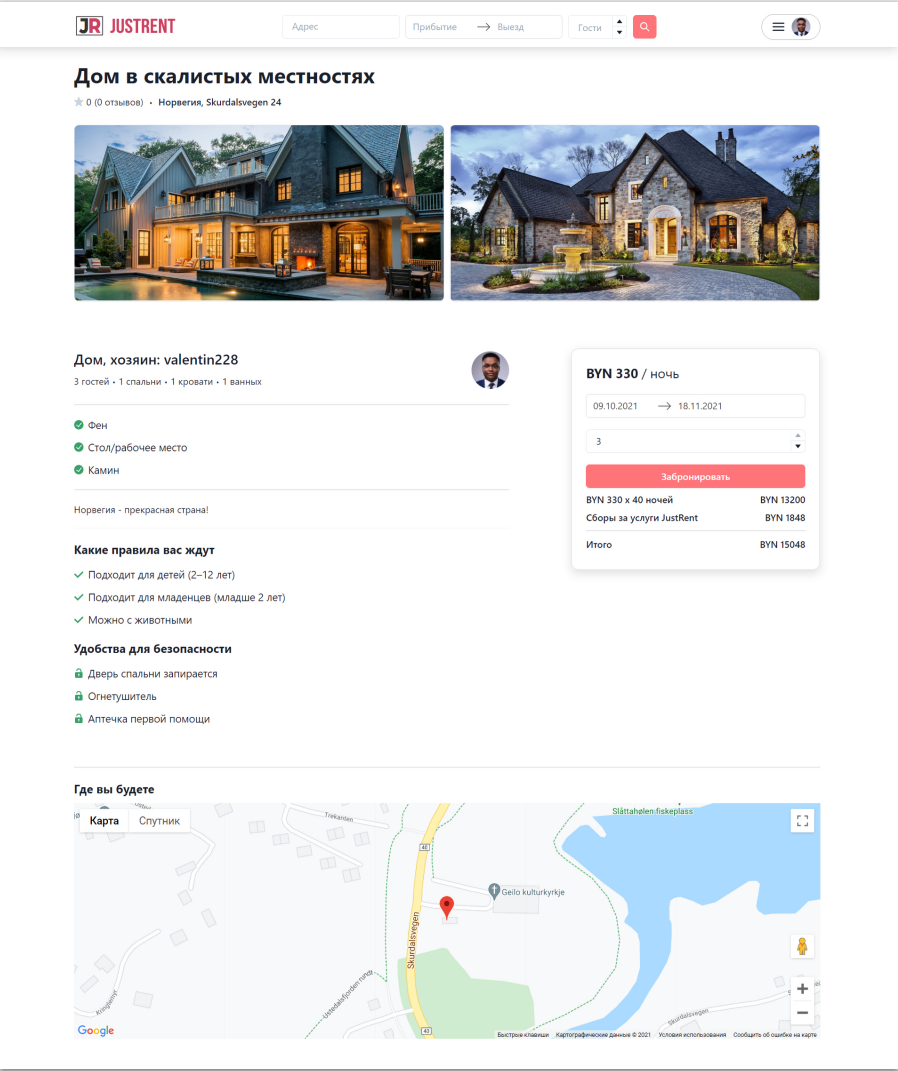 JR JUSTRENT
Адрес
Прибытие → Выезд
Гости
Дом в скалистых местностях
0 (0 отзывов) • Норвегия, Skurdalsvegen 24
Дом, хозяин: valentin228
3 гостей • 1 спальни • 1 кровати • 1 ванных
Фен
Стол/рабочее место
Камин
Норвегия - прекрасная страна!
Какие правила вас ждут
Подходит для детей (2–12 лет)
Подходит для младенцев (младше 2 лет)
Можно с животными
Удобства для безопасности
Дверь спальни запирается
Огнетушитель
Аптечка первой помощи
BYN 330 / ночь
09.10.2021 → 18.11.2021
3
Забронировать
BYN 330 x 40 ночей BYN 13200
Сборы за услуги JustRent BYN 1848
Итого BYN 15048
Где вы будете
Карта Спутник
Trekanten
Slåttahølen fiskeplass
40
Geilo kulturkyrkje
Skurdalsvegen
Ustedalsfjorden rundt
Kringleinvj
Skurdalsvegen
40
Google
Быстрые клавиши Картографические данные © 2021 Условия использования Сообщить об ошибке на карте